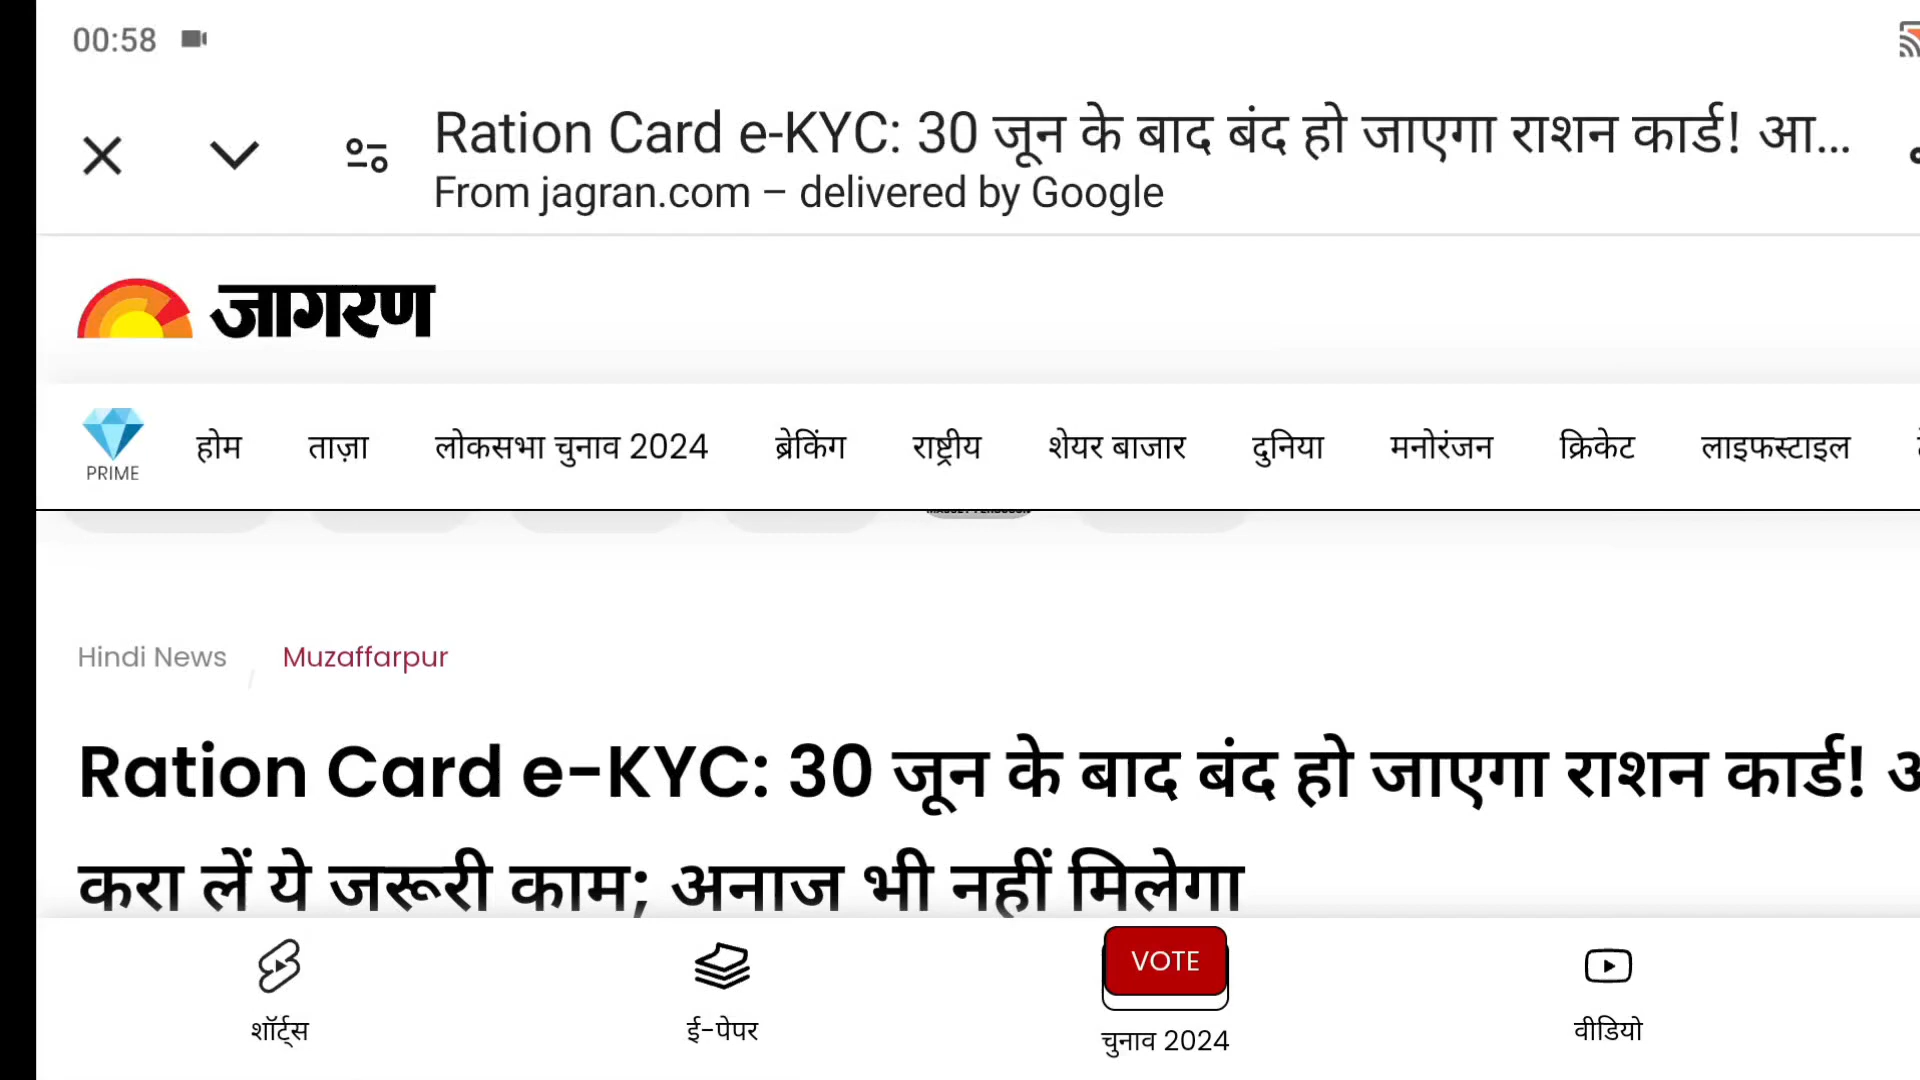 00:58
Ration Card e-KYC: 30 जून के बाद बंद हो जाएगा राशन कार्ड! आ...
From jagran.com – delivered by Google
जागरण
PRIME
होम ताज़ा लोकसभा चुनाव 2024 ब्रेकिंग राष्ट्रीय शेयर बाजार दुनिया मनोरंजन क्रिकेट लाइफस्टाइल
Hindi News / Muzaffarpur
Ration Card e-KYC: 30 जून के बाद बंद हो जाएगा राशन कार्ड!
करा लें ये जरूरी काम; अनाज भी नहीं मिलेगा
VOTE
शॉर्ट्स ई-पेपर चुनाव 2024 वीडियो